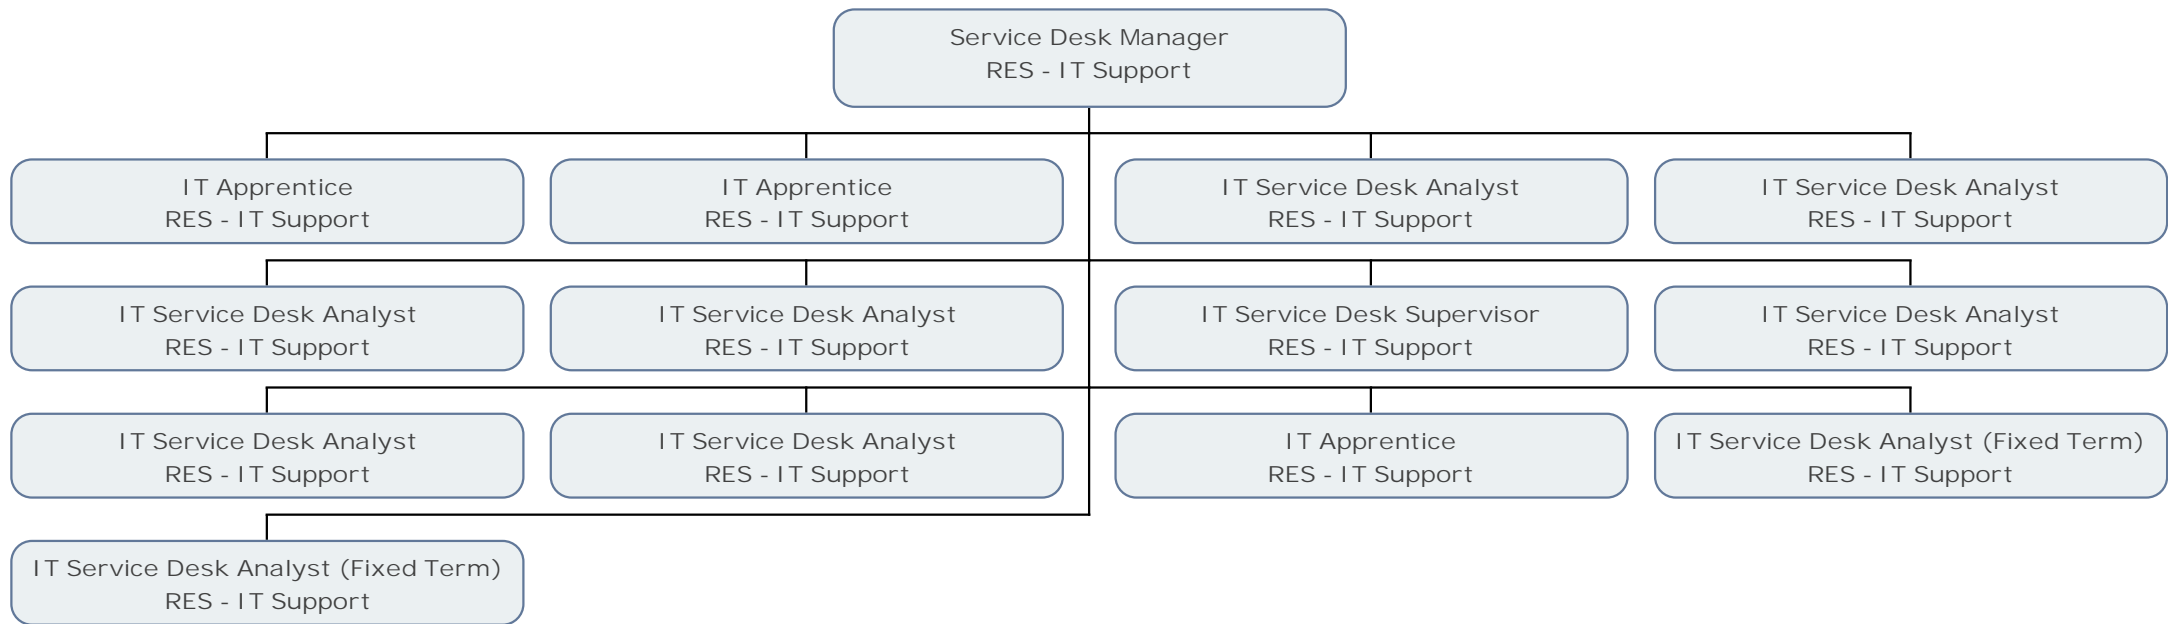 Service Desk Manager
RES - IT Support
IT Apprentice
RES - IT Support
IT Apprentice
RES - IT Support
IT Service Desk Analyst
RES - IT Support
IT Service Desk Analyst
RES - IT Support
IT Service Desk Analyst
RES - IT Support
IT Service Desk Analyst
RES - IT Support
IT Service Desk Supervisor
RES - IT Support
IT Service Desk Analyst
RES - IT Support
IT Service Desk Analyst
RES - IT Support
IT Service Desk Analyst
RES - IT Support
IT Apprentice
RES - IT Support
IT Service Desk Analyst (Fixed Term)
RES - IT Support
IT Service Desk Analyst (Fixed Term)
RES - IT Support